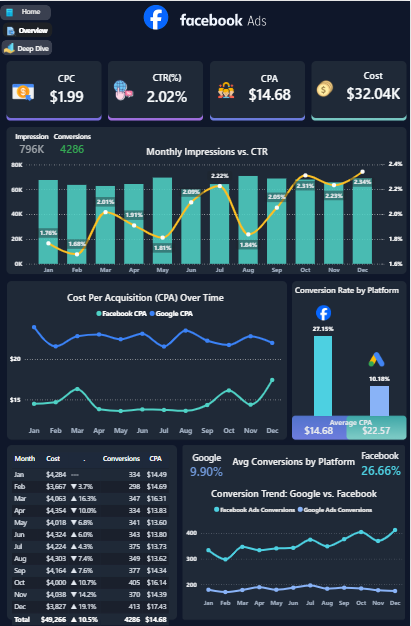 Home
Overview
Deep Dive
facebook Ads
CPC
$1.99
CTR(%)
2.02%
CPA
$14.68
Cost
$32.04K
Impression Conversions
796K 4286
Monthly Impressions vs. CTR
80K
60K
40K
20K
0K
2.4%
2.2%
2.0%
1.8%
1.6%
1.76%
1.68%
2.01%
1.91%
1.81%
2.09%
2.22%
1.84%
2.05%
2.31%
2.23%
2.34%
Jan Feb Mar Apr May Jun Jul Aug Sep Oct Nov Dec
Cost Per Acquisition (CPA) Over Time
Facebook CPA Google CPA
$20
$15
Jan Feb Mar Apr May Jun Jul Aug Sep Oct Nov Dec
Conversion Rate by Platform
27.15%
10.18%
Average CPA
$14.68 $22.57
Month Cost . Conversions CPA
Jan $4,284 — 334 $14.49
Feb $3,667 ▼ 3.7% 298 $14.69
Mar $4,063 ▲ 16.3% 347 $16.31
Apr $4,354 ▼ 10.0% 334 $13.83
May $4,018 ▼ 6.8% 341 $13.60
Jun $4,324 ▲ 6.0% 343 $13.80
Jul $4,224 ▼ 4.3% 375 $13.73
Aug $4,303 ▼ 7.4% 349 $13.62
Sep $4,164 ▲ 7.6% 377 $14.34
Oct $4,000 ▲ 10.7% 405 $16.14
Nov $4,038 ▼ 14.2% 370 $14.39
Dec $3,827 ▲ 19.1% 413 $17.43
Total $49,266 ▲ 10.5% 4286 $14.68
Google
9.90%
Avg Conversions by Platform
Facebook
26.66%
Conversion Trend: Google vs. Facebook
Facebook Ads Conversions Google Ads Conversions
400
300
200
Jan Feb Mar Apr May Jun Jul Aug Sep Oct Nov Dec